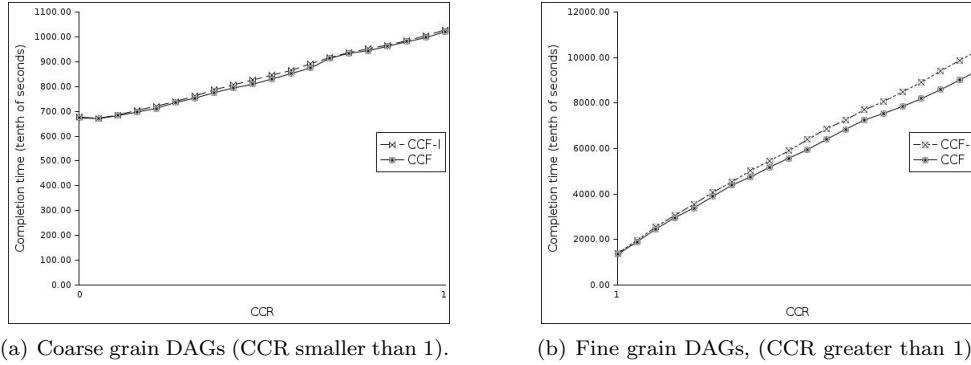 1100.00
1000.00
900.00
800.00
700.00
600.00
500.00
400.00
300.00
200.00
100.00
0.00
Completion time (tenth of seconds)
0
1
CCR
CCF-I
CCF
(a) Coarse grain DAGs (CCR smaller than 1).
12000.00
10000.00
8000.00
6000.00
4000.00
2000.00
0.00
Completion time (tenth of seconds)
1
CCR
CCF-
CCF
(b) Fine grain DAGs, (CCR greater than 1)